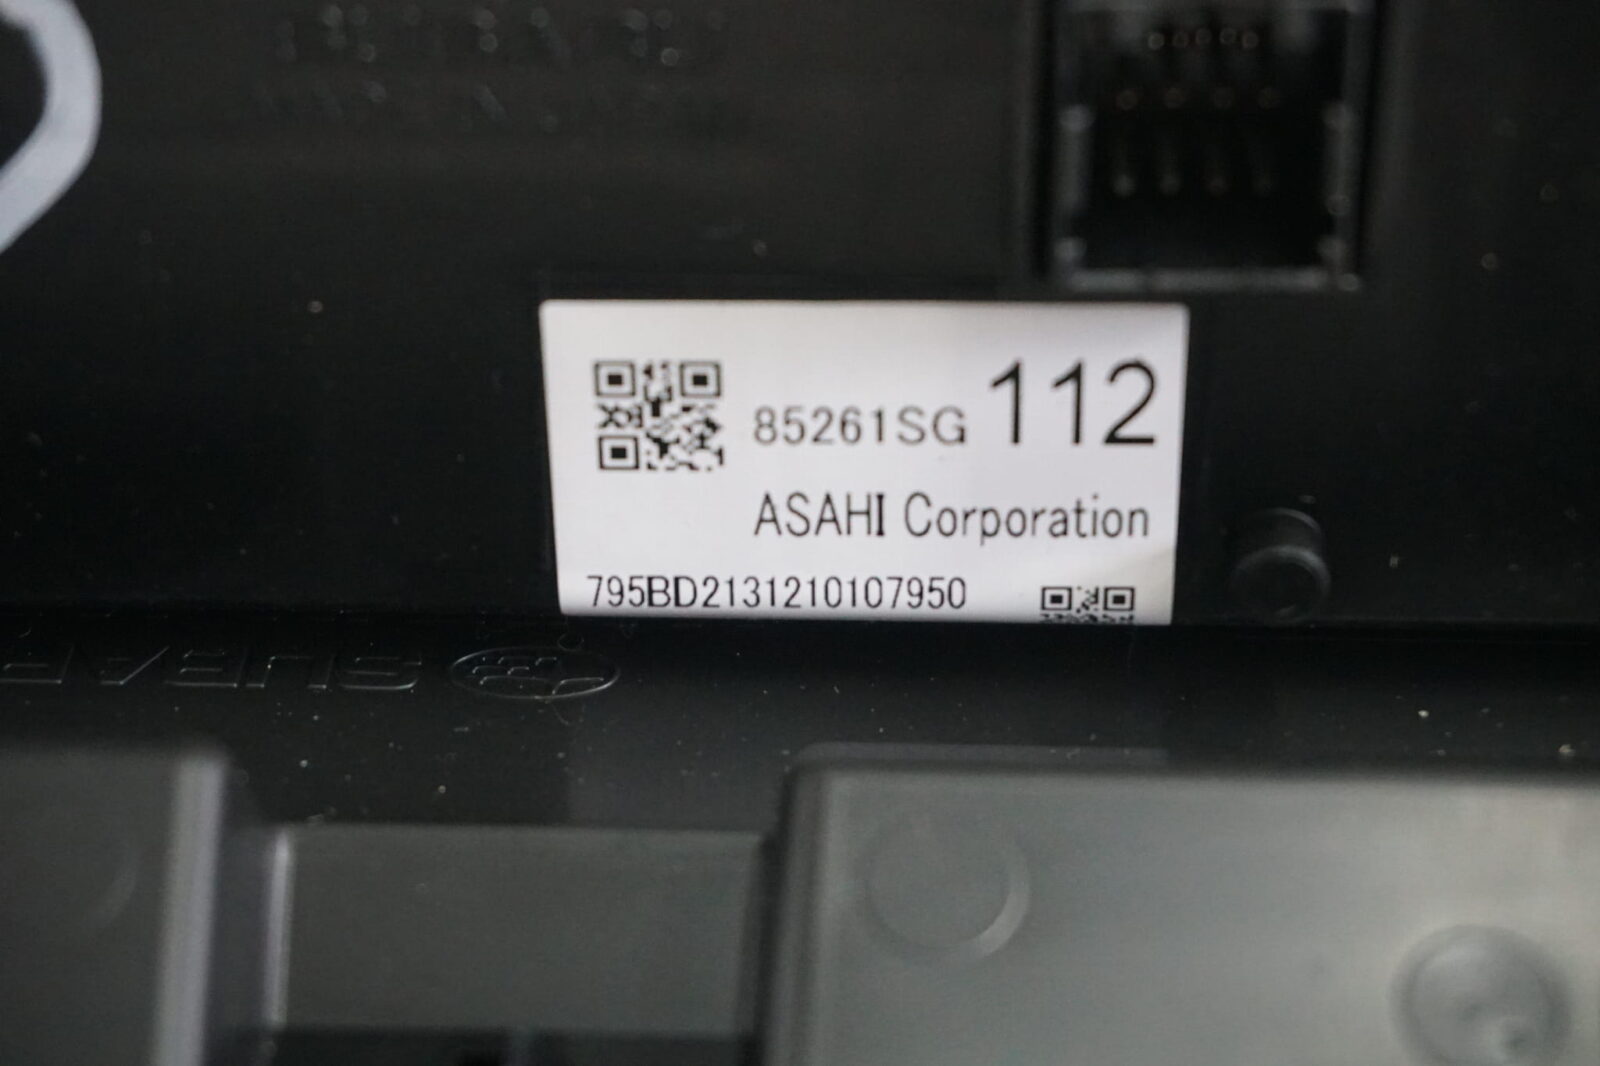 85261SG 112
ASAHI Corporation
795BD2131210107950